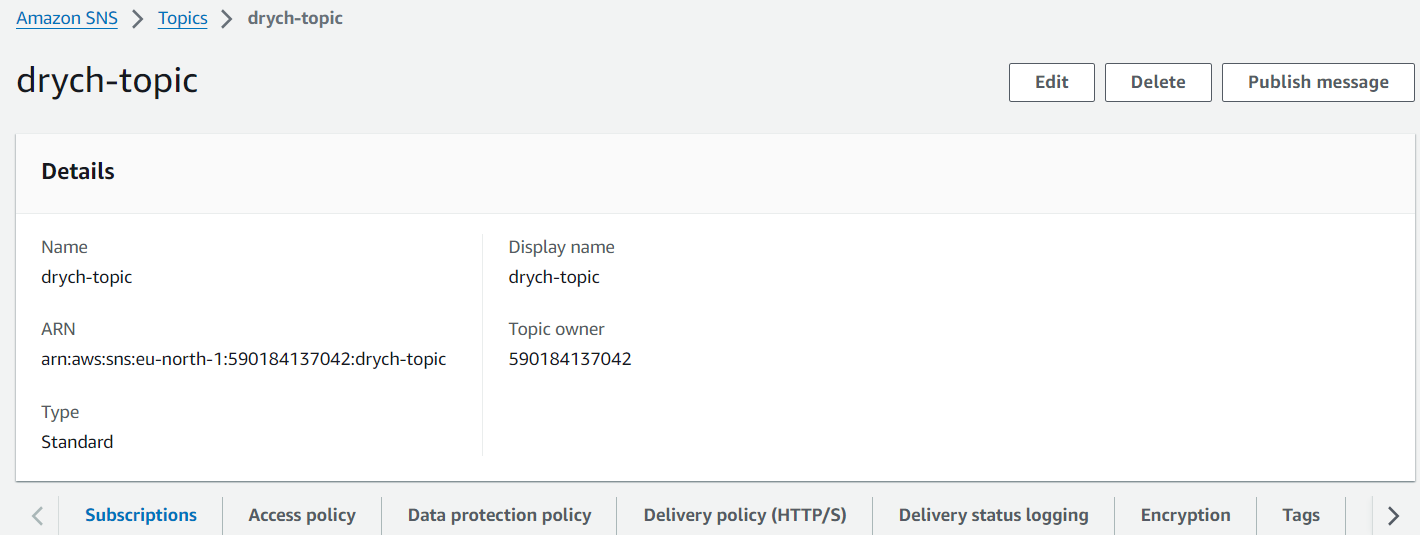 Amazon SNS > Topics > drych-topic
drych-topic
Edit Delete Publish message
Details
Name
drych-topic
ARN
arn:aws:sns:eu-north-1:590184137042:drych-topic
Type
Standard
Display name
drych-topic
Topic owner
590184137042
Subscriptions Access policy Data protection policy Delivery policy (HTTP/S) Delivery status logging Encryption Tags